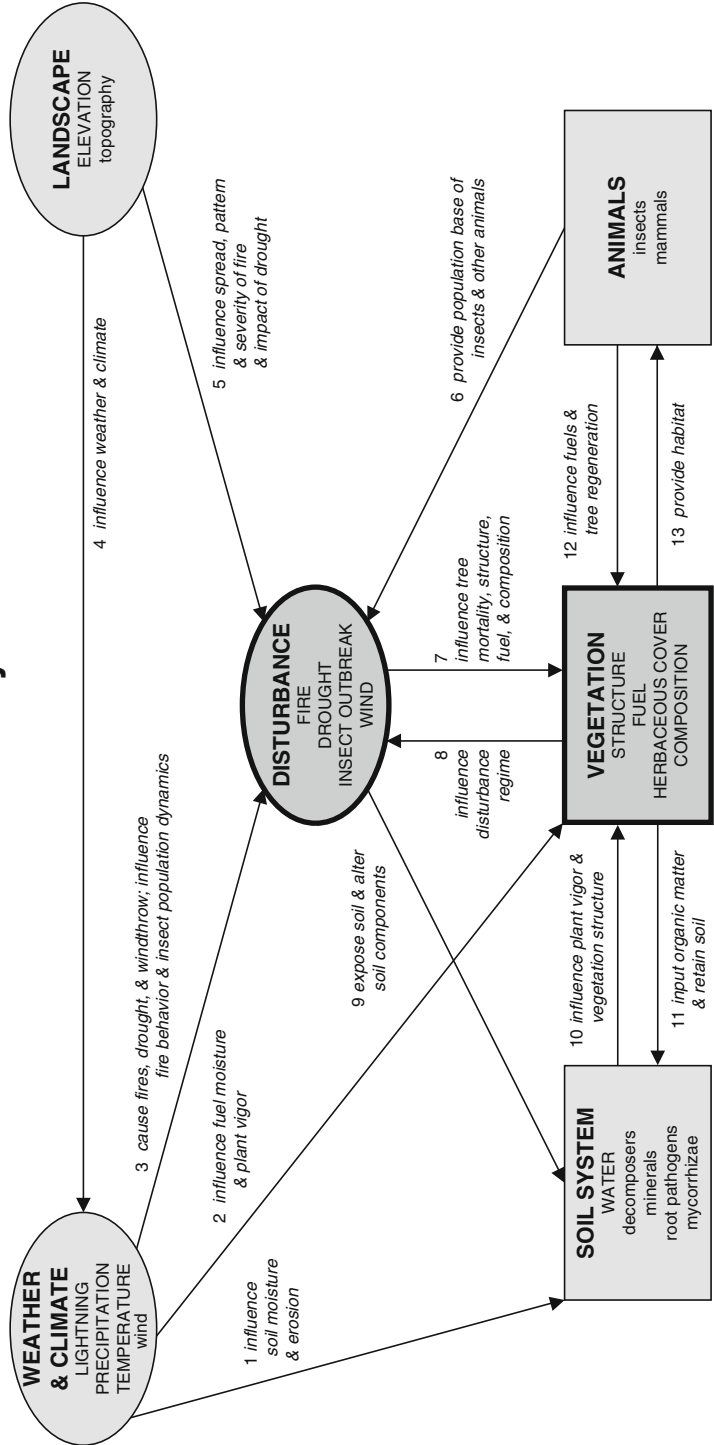 WEATHER
& CLIMATE
LIGHTNING
PRECIPITATION
TEMPERATURE
wind
LANDSCAPE
ELEVATION
topography
4 influence weather & climate
3 cause fires, drought, & windthrow; influence
fire behavior & insect population dynamics
5 influence spread, pattern
& severity of fire
& impact of drought
2 influence fuel moisture
& plant vigor
1 influence
soil moisture
& erosion
DISTURBANCE
FIRE
DROUGHT
INSECT OUTBREAK
WIND
6 provide population base of
insects & other animals
9 expose soil & alter
soil components
8
influence
disturbance
regime
7
influence tree
mortality, structure,
fuel, & composition
SOIL SYSTEM
WATER
decomposers
minerals
root pathogens
mycorrhizae
10 influence plant vigor &
vegetation structure
11 input organic matter
& retain soil
VEGETATION
STRUCTURE
FUEL
HERBACEOUS COVER
COMPOSITION
12 influence fuels &
tree regeneration
13 provide habitat
ANIMALS
insects
mammals